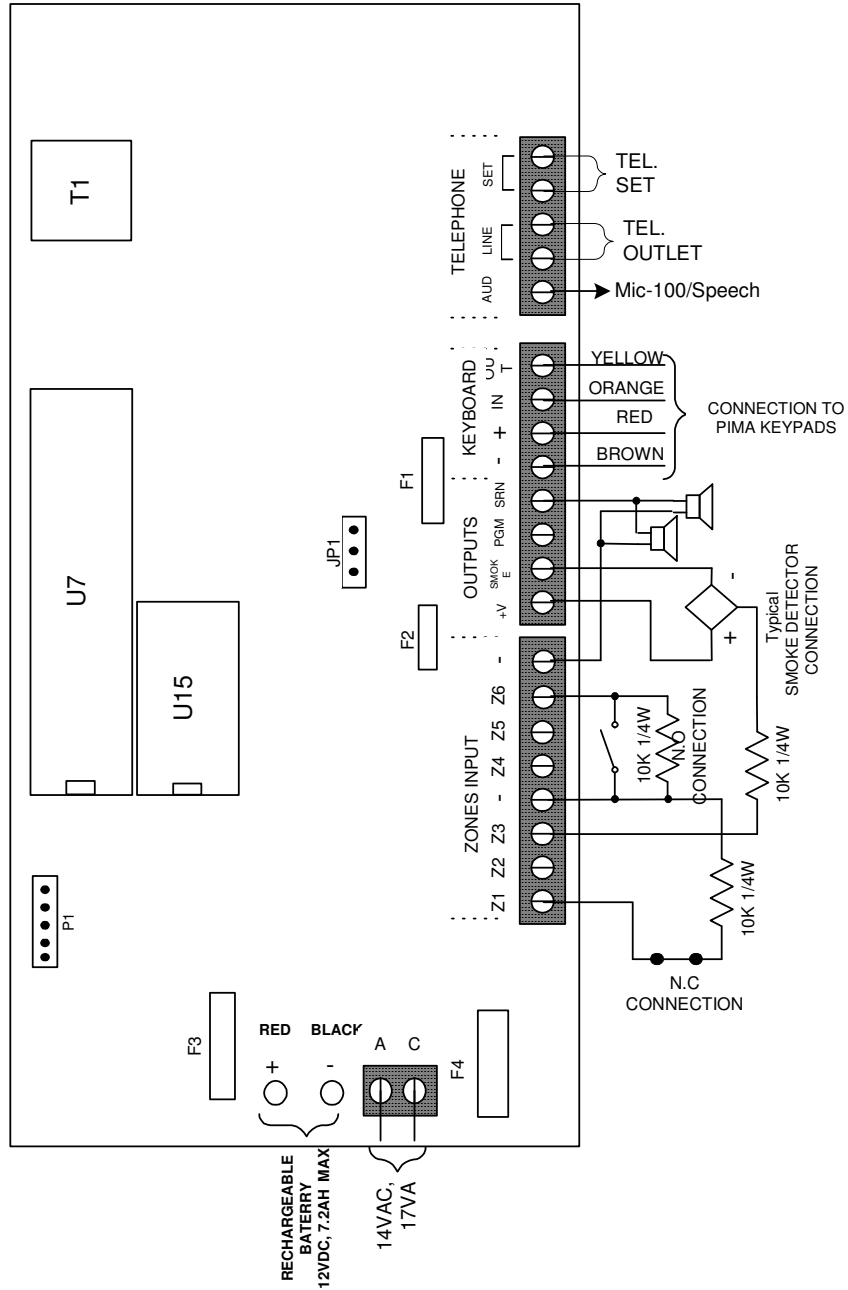 T1
U7
U15
P1
JP1
F1
F2
F3
F4
TELEPHONE
SET
LINE
AUD
TEL.
SET
TEL.
OUTLET
Mic-100/Speech
KEYBOARD
OU
T
IN
+
-
YELLOW
ORANGE
RED
BROWN
CONNECTION TO
PIMA KEYPADS
OUTPUTS
SRN
PGM
SMOK
E
+V
-
+
Typical
SMOKE DETECTOR
CONNECTION
ZONES INPUT
-
Z6
Z5
Z4
-
Z3
Z2
Z1
10K 1/4W
N.O
CONNECTION
10K 1/4W
10K 1/4W
N.C
CONNECTION
RED
BLACK
+
-
A
C
RECHARGEABLE
BATERRY
12VDC, 7.2AH MAX
14VAC,
17VA